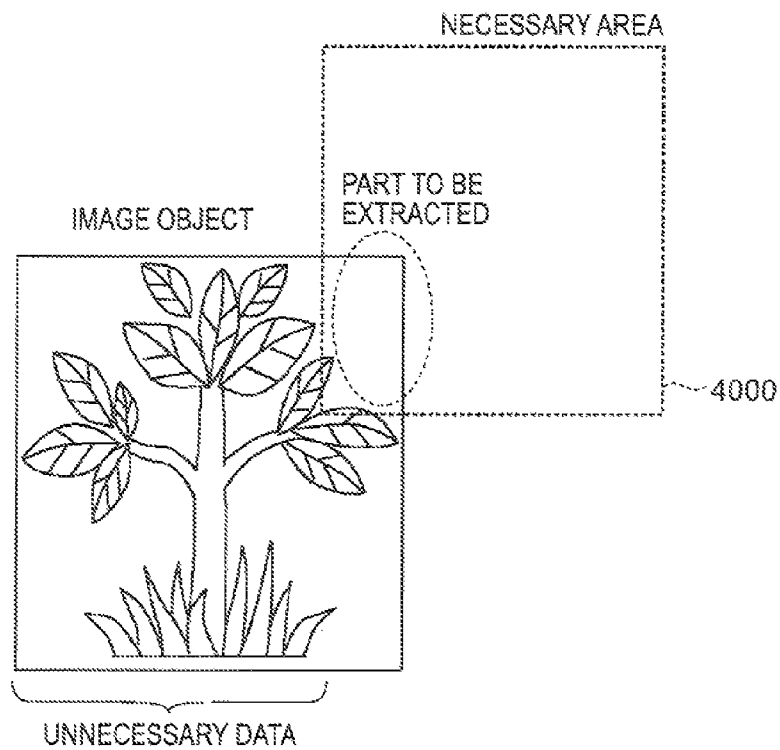 NECESSARY AREA
PART TO BE
EXTRACTED
IMAGE OBJECT
4000
UNNECESSARY DATA